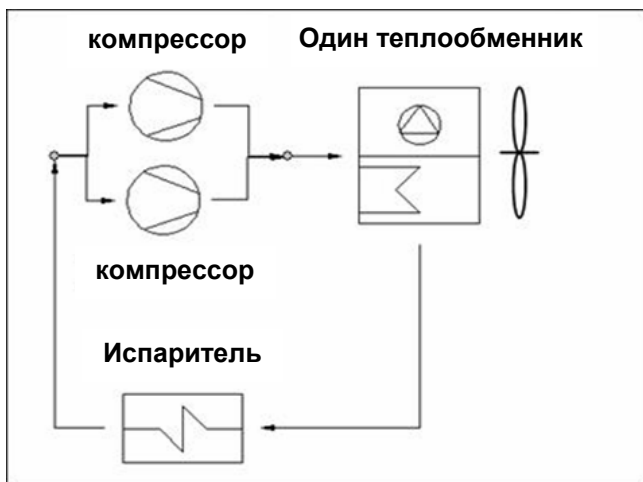 компрессор
Один теплообменник
компрессор
Испаритель